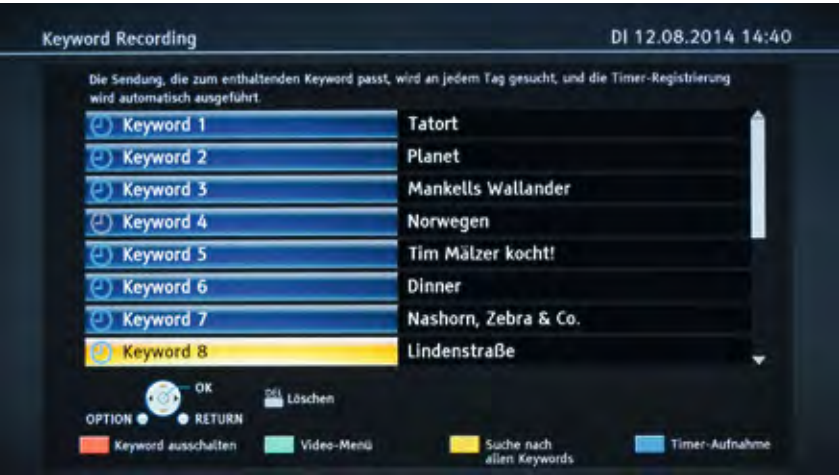 Keyword Recording DI 12.08.2014 14:40
Die Sendung, die zum enthaltenden Keyword passt, wird an jedem Tag gesucht, und die Timer-Registrierung
wird automatisch ausgeführt.
Keyword 1 Tatort
Keyword 2 Planet
Keyword 3 Mankells Wallander
Keyword 4 Norwegen
Keyword 5 Tim Mälzer kocht!
Keyword 6 Dinner
Keyword 7 Nashorn, Zebra & Co.
Keyword 8 Lindenstraße
OK
DEL Löschen
OPTION RETURN
Keyword ausschalten Video-Menü Suche nach Timer-Aufnahme
allen Keywords